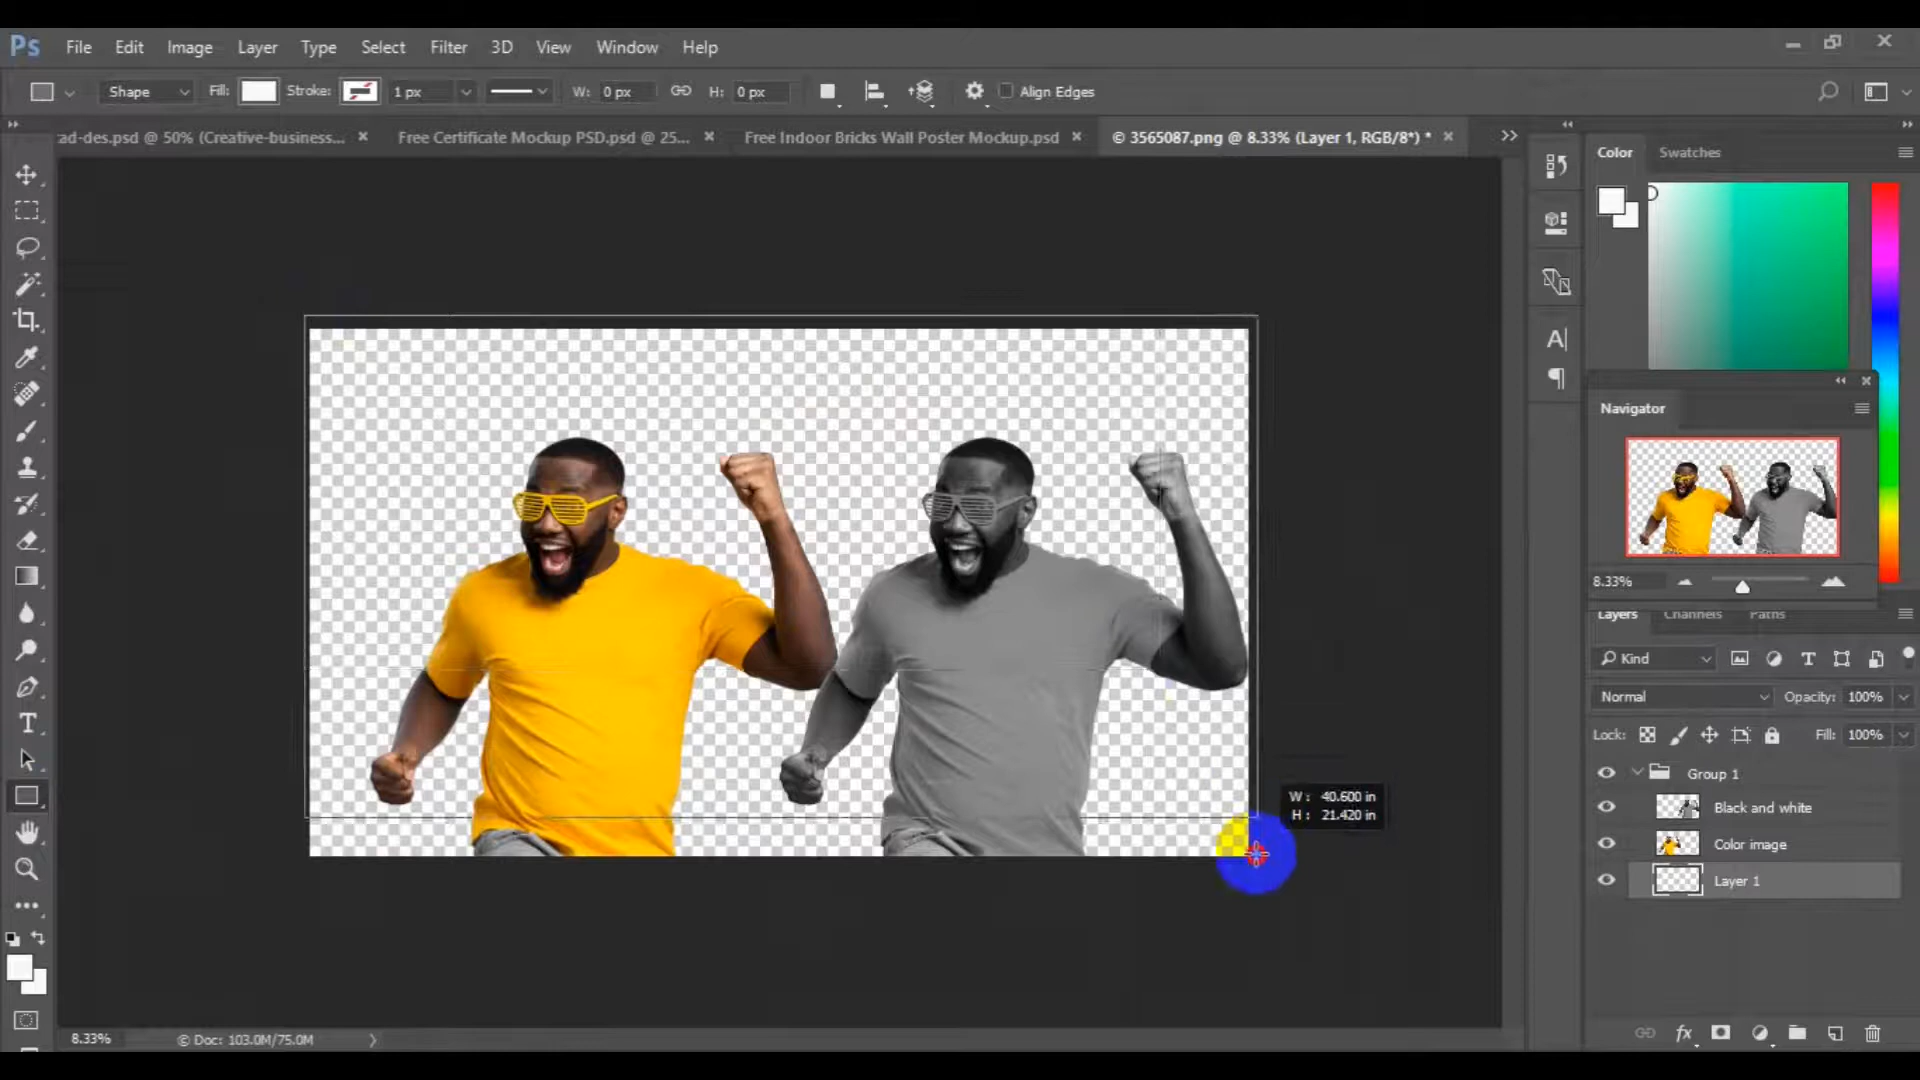 Ps File Edit Image Layer Type Select Filter 3D View Window Help
Shape Fill: Stroke: 1 px W: 0 px H: 0 px Align Edges
ad-des.psd @ 50% (Creative-business... × Free Certificate Mockup PSD.psd @ 25... × Free Indoor Bricks Wall Poster Mockup.psd × © 3565087.png @ 8.33% (Layer 1, RGB/8*) * ×
Color Swatches
Navigator
8.33%
Layers Channels Paths
Kind
Normal Opacity: 100%
Lock: Fill: 100%
Group 1
Black and white
Color image
Layer 1
W: 40.600 in
H: 21.420 in
8.33% © Doc: 103.0M/75.0M